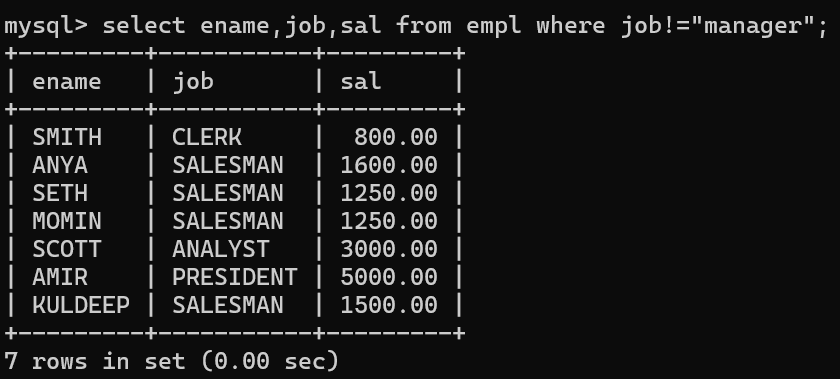 mysql> select ename,job,sal from empl where job!="manager";
+---------+-----------+---------+
| ename   | job       | sal     |
+---------+-----------+---------+
| SMITH   | CLERK     |  800.00 |
| ANYA    | SALESMAN  | 1600.00 |
| SETH    | SALESMAN  | 1250.00 |
| MOMIN   | SALESMAN  | 1250.00 |
| SCOTT   | ANALYST   | 3000.00 |
| AMIR    | PRESIDENT | 5000.00 |
| KULDEEP | SALESMAN  | 1500.00 |
+---------+-----------+---------+
7 rows in set (0.00 sec)